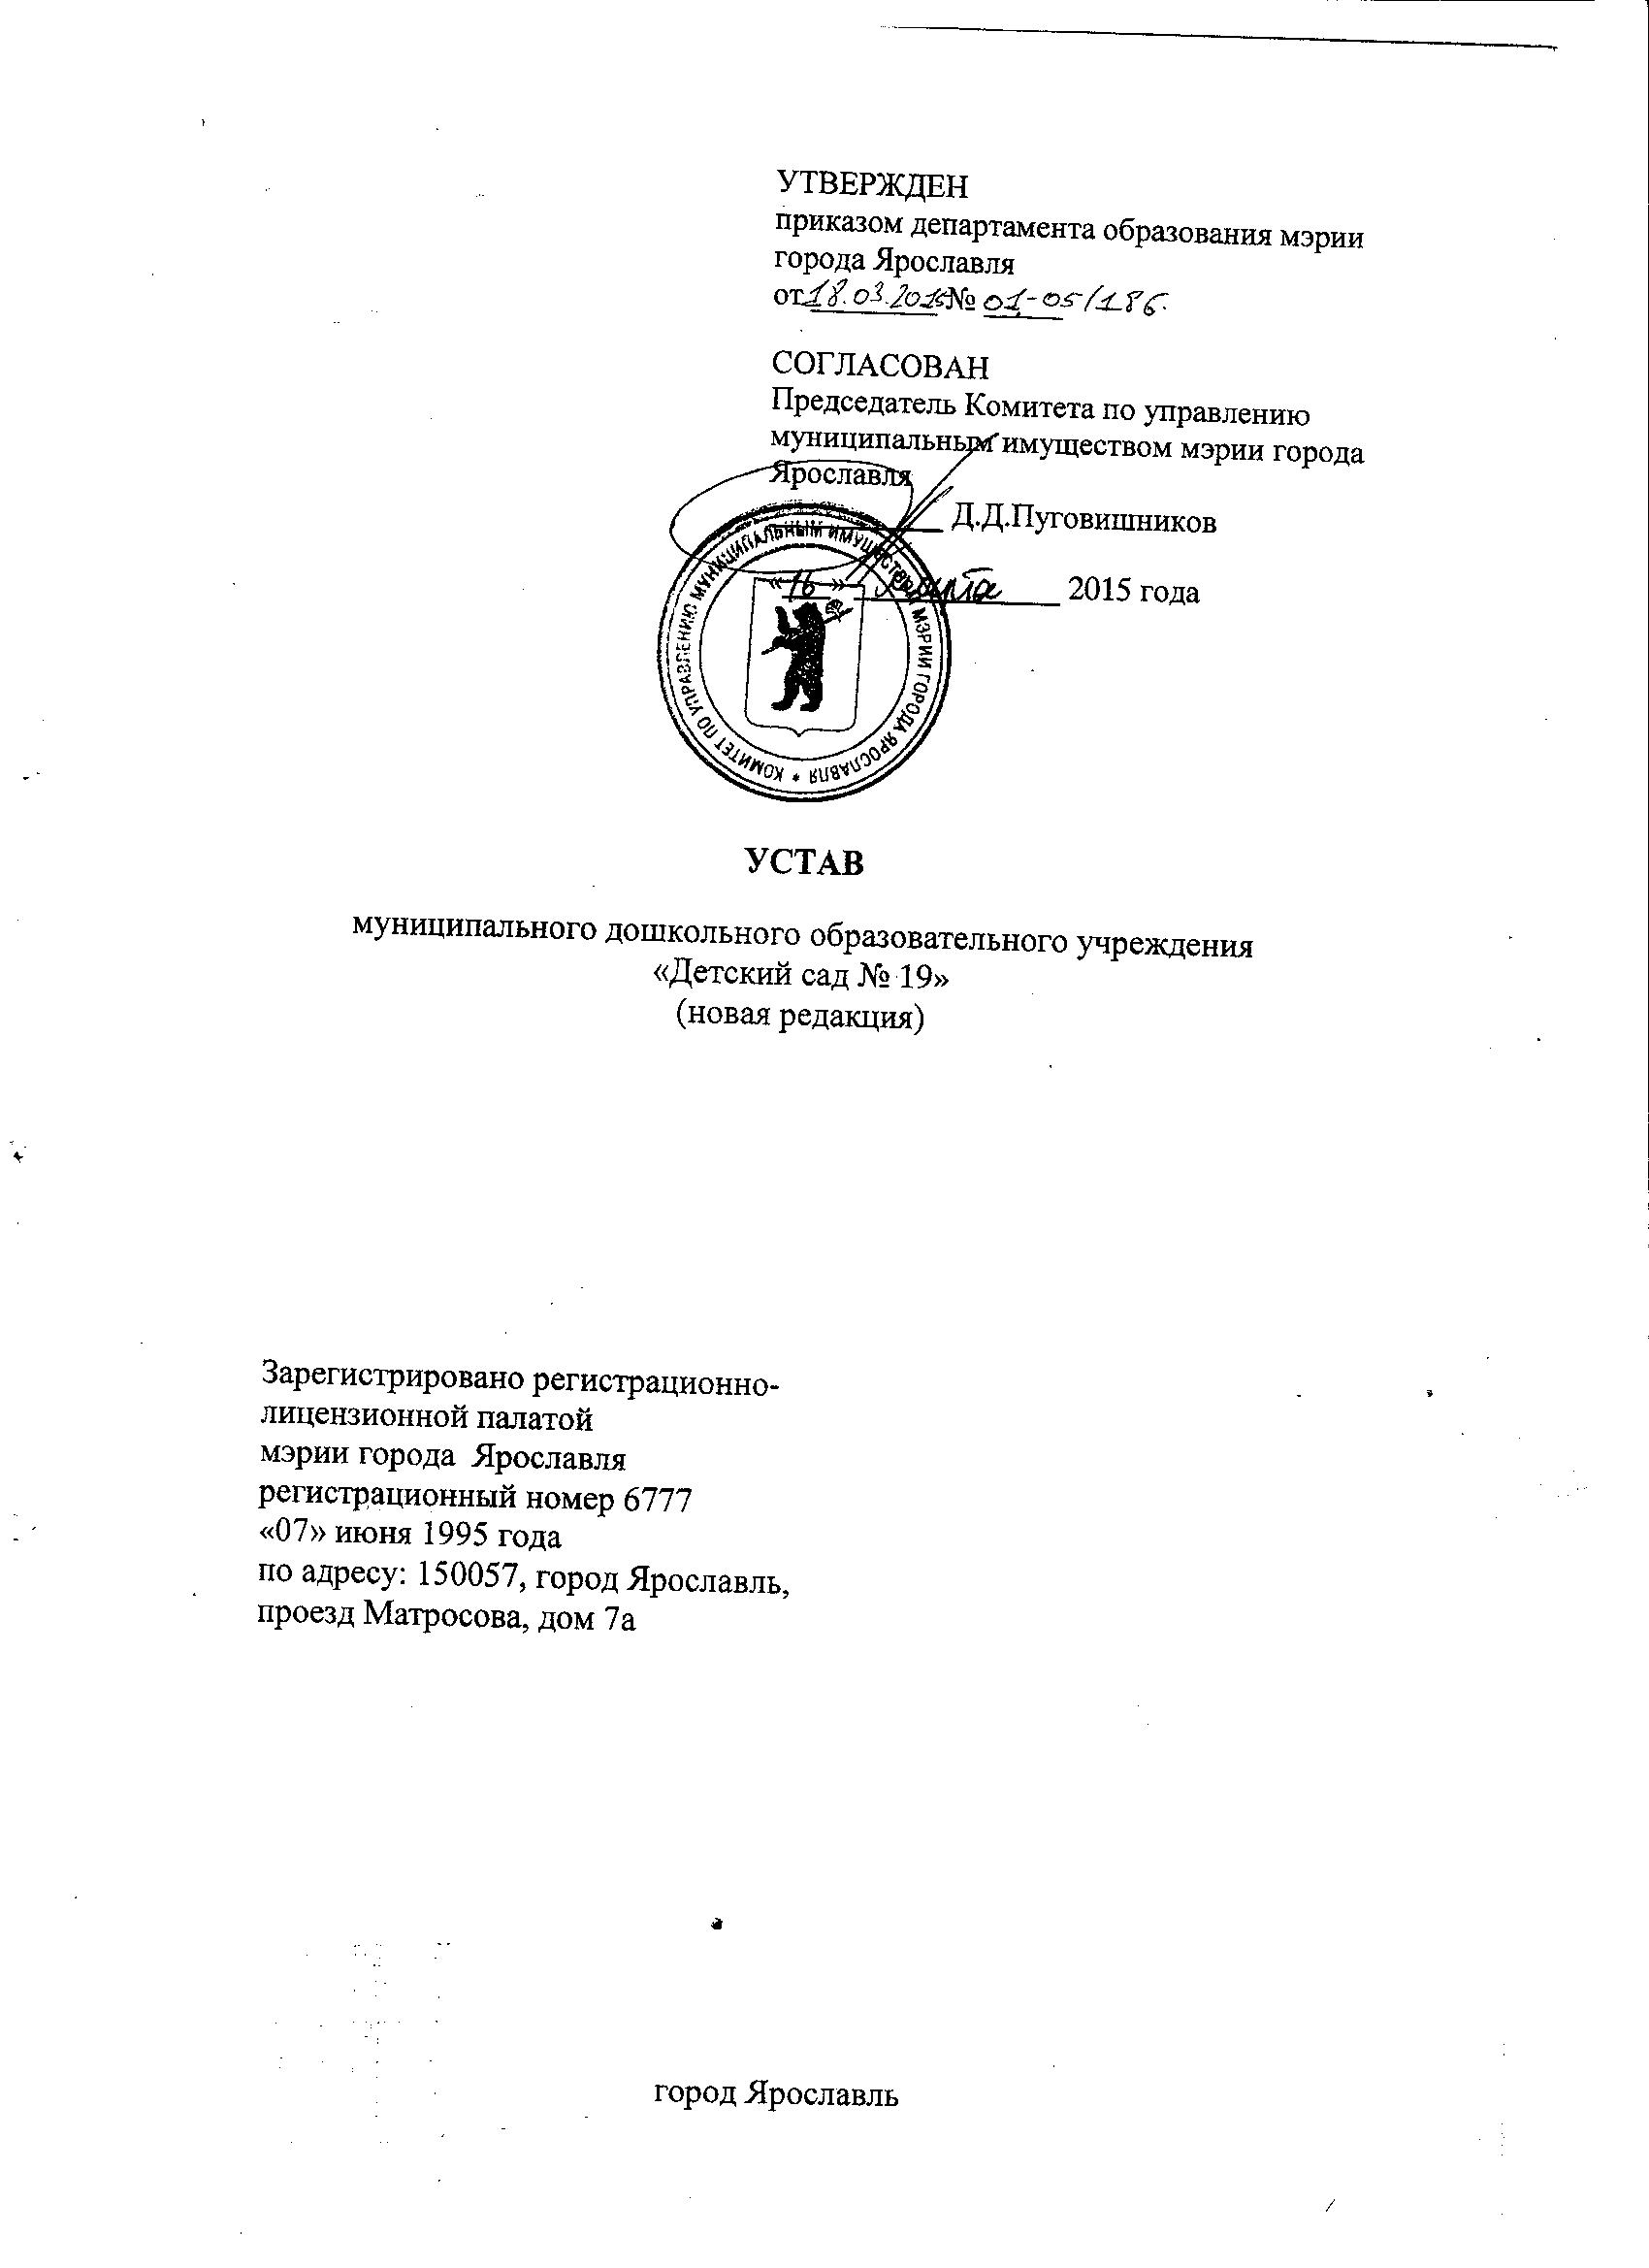 УТВЕРЖДЕН
приказом департамента образования мэрии
города Ярославля
от 18.03.2015 № 01-05/186.
СОГЛАСОВАН
Председатель Комитета по управлению
муниципальным имуществом мэрии города
Ярославля
Д.Д.Пуговишников
«16» марта 2015 года
КОМИТЕТ ПО УПРАВЛЕНИЮ МУНИЦИПАЛЬНЫМ ИМУЩЕСТВОМ МЭРИИ ГОРОДА ЯРОСЛАВЛЯ *
УСТАВ
муниципального дошкольного образовательного учреждения
«Детский сад № 19»
(новая редакция)
Зарегистрировано регистрационно-
лицензионной палатой
мэрии города Ярославля
регистрационный номер 6777
«07» июня 1995 года
по адресу: 150057, город Ярославль,
проезд Матросова, дом 7а
город Ярославль